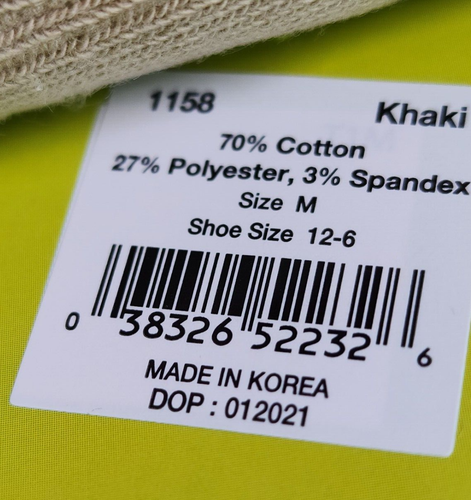 1158 Khaki
70% Cotton
27% Polyester, 3% Spandex
Size M
Shoe Size 12-6
0 38326 52232 6
MADE IN KOREA
DOP : 012021